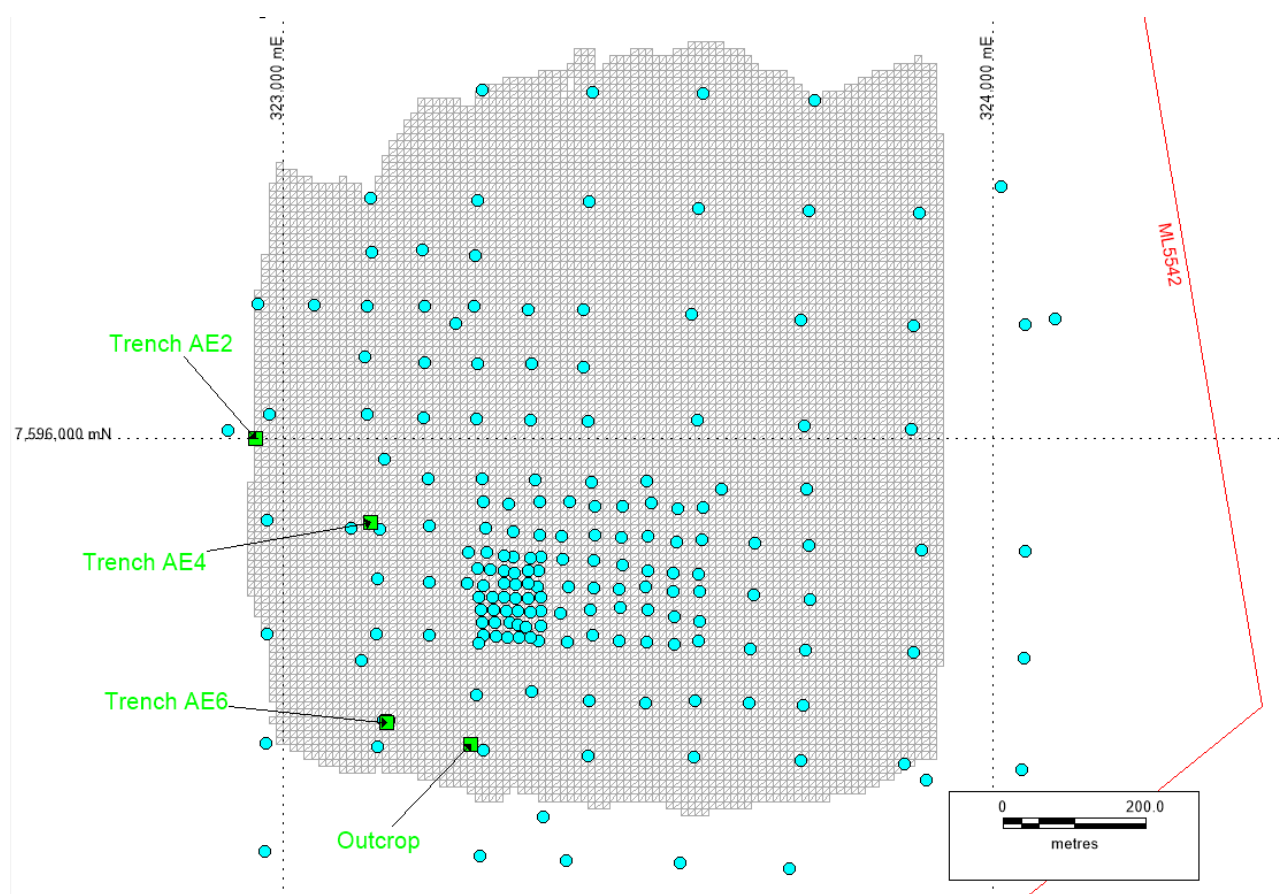 323,000 mE
324,000 mE
ML5542
Trench AE2
7,596,000 mN
Trench AE4
Trench AE6
Outcrop
0 200.0
metres